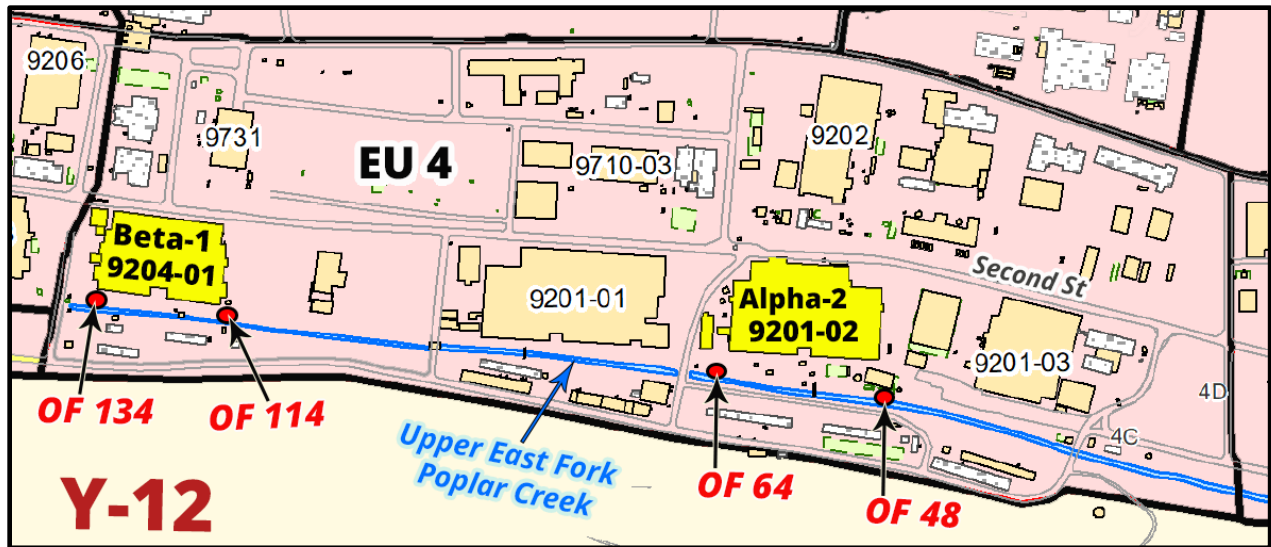 9206
9731
EU 4
9710-03
9202
Beta-1
9204-01
9201-01
Alpha-2
9201-02
Second St
9201-03
4D
4C
OF 134
OF 114
Upper East Fork
Poplar Creek
OF 64
OF 48
Y-12